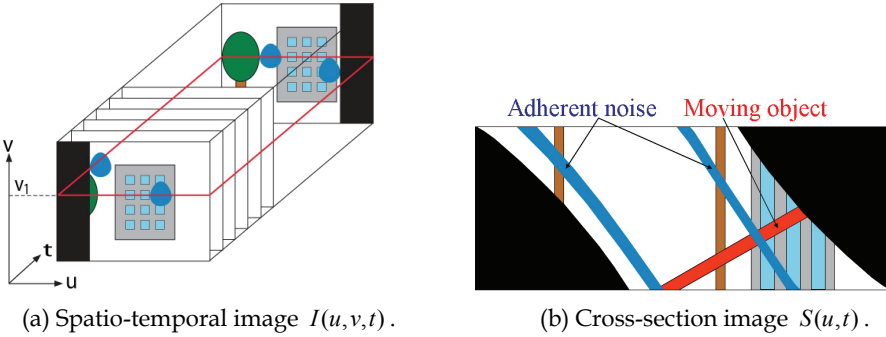 v
v₁
t
u
Adherent noise
Moving object
(a) Spatio-temporal image I(u,v,t).
(b) Cross-section image S(u,t).